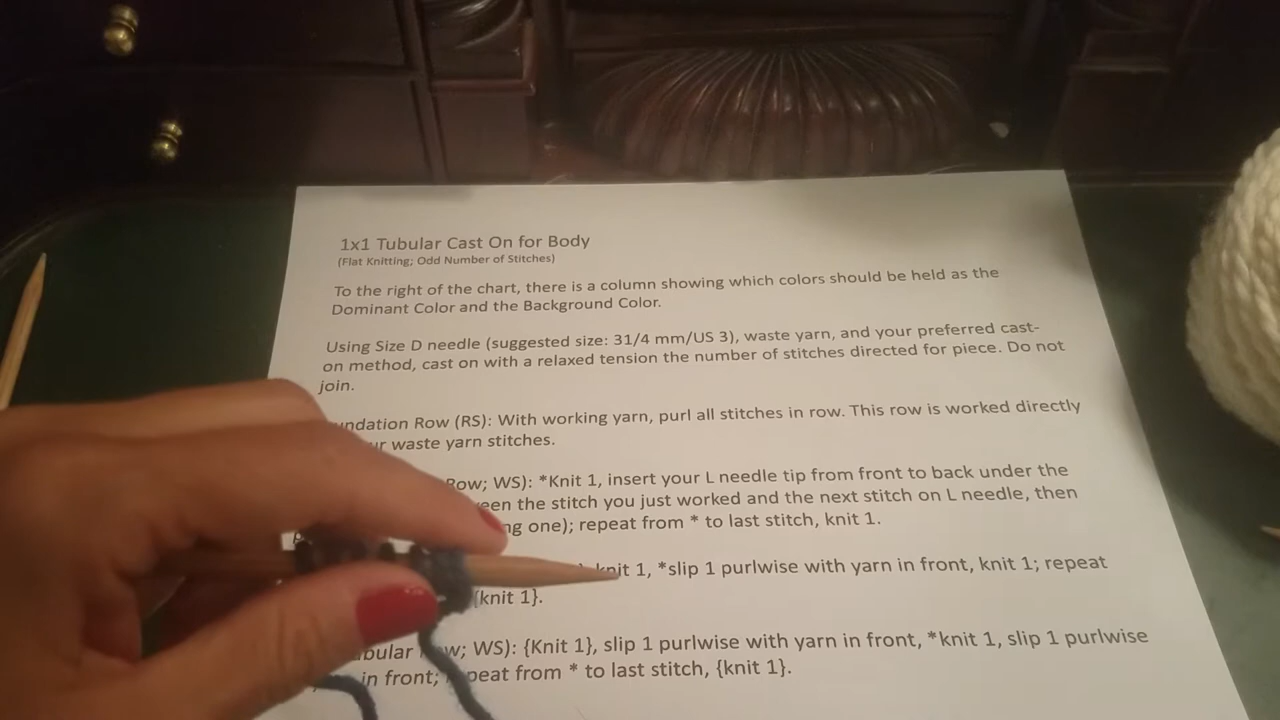 1x1 Tubular Cast On for Body
(Flat Knitting; Odd Number of Stitches)
To the right of the chart, there is a column showing which colors should be held as the
Dominant Color and the Background Color.
Using Size D needle (suggested size: 31/4 mm/US 3), waste yarn, and your preferred cast-
on method, cast on with a relaxed tension the number of stitches directed for piece. Do not
join.
undation Row (RS): With working yarn, purl all stitches in row. This row is worked directly
ur waste yarn stitches.
Row; WS): *Knit 1, insert your L needle tip from front to back under the
een the stitch you just worked and the next stitch on L needle, then
ng one); repeat from * to last stitch, knit 1.
knit 1, *slip 1 purlwise with yarn in front, knit 1; repeat
{knit 1}.
bular w; WS): {Knit 1}, slip 1 purlwise with yarn in front, *knit 1, slip 1 purlwise
in front; peat from * to last stitch, {knit 1}.